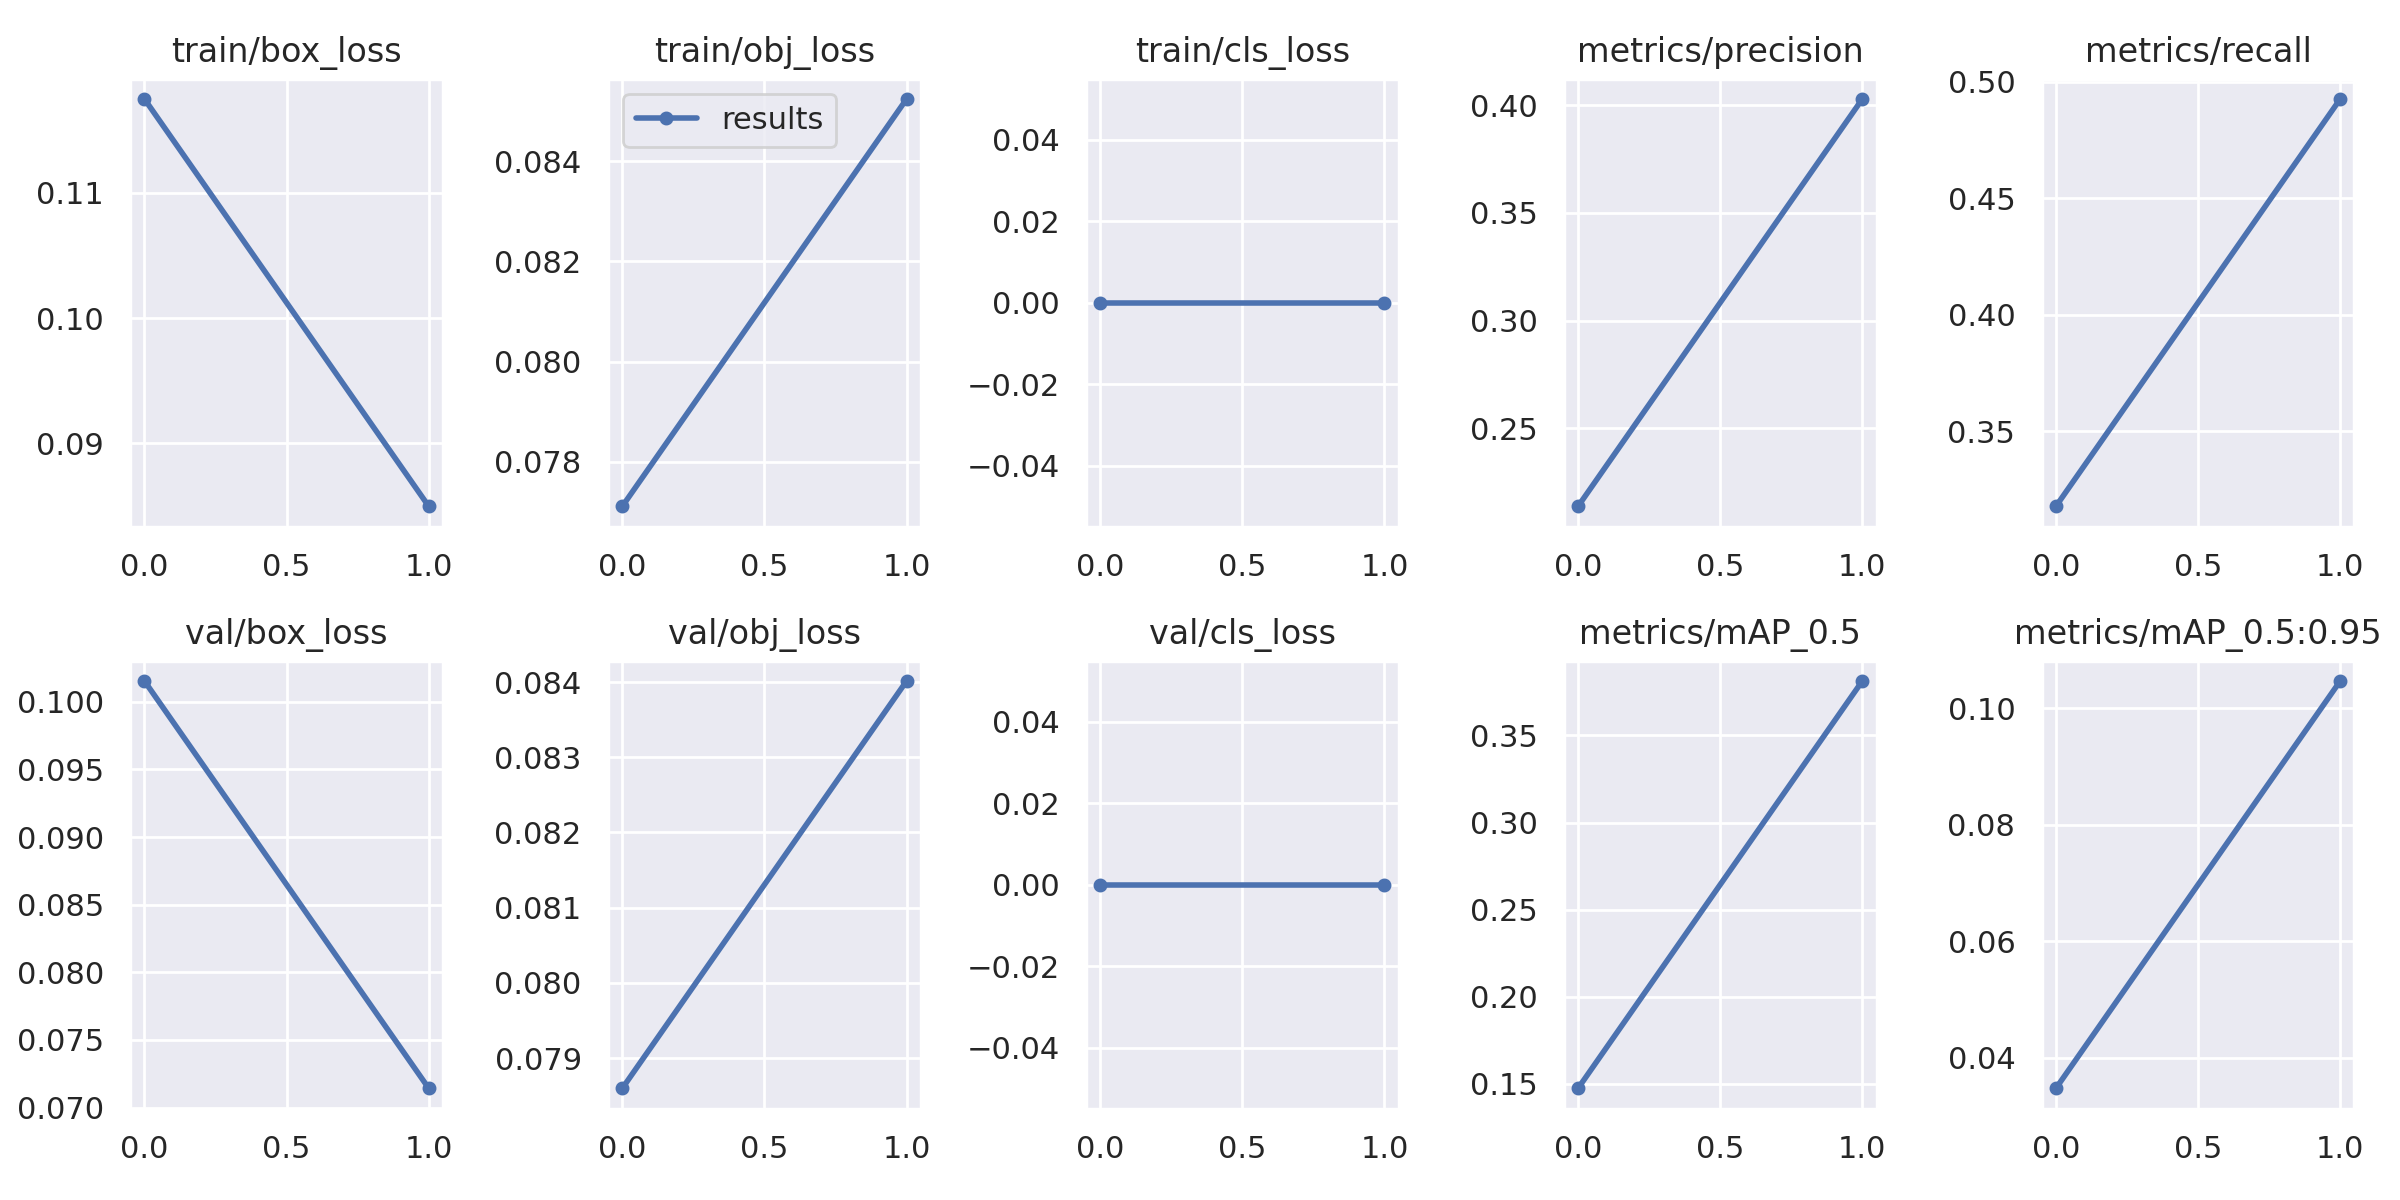 train/box_loss
0.11
0.10
0.09
0.0 0.5 1.0
train/obj_loss
results
0.084
0.082
0.080
0.078
0.0 0.5 1.0
train/cls_loss
0.04
0.02
0.00
−0.02
−0.04
0.0 0.5 1.0
metrics/precision
0.40
0.35
0.30
0.25
0.0 0.5 1.0
metrics/recall
0.50
0.45
0.40
0.35
0.0 0.5 1.0
val/box_loss
0.100
0.095
0.090
0.085
0.080
0.075
0.070
0.0 0.5 1.0
val/obj_loss
0.084
0.083
0.082
0.081
0.080
0.079
0.0 0.5 1.0
val/cls_loss
0.04
0.02
0.00
−0.02
−0.04
0.0 0.5 1.0
metrics/mAP_0.5
0.35
0.30
0.25
0.20
0.15
0.0 0.5 1.0
metrics/mAP_0.5:0.95
0.10
0.08
0.06
0.04
0.0 0.5 1.0